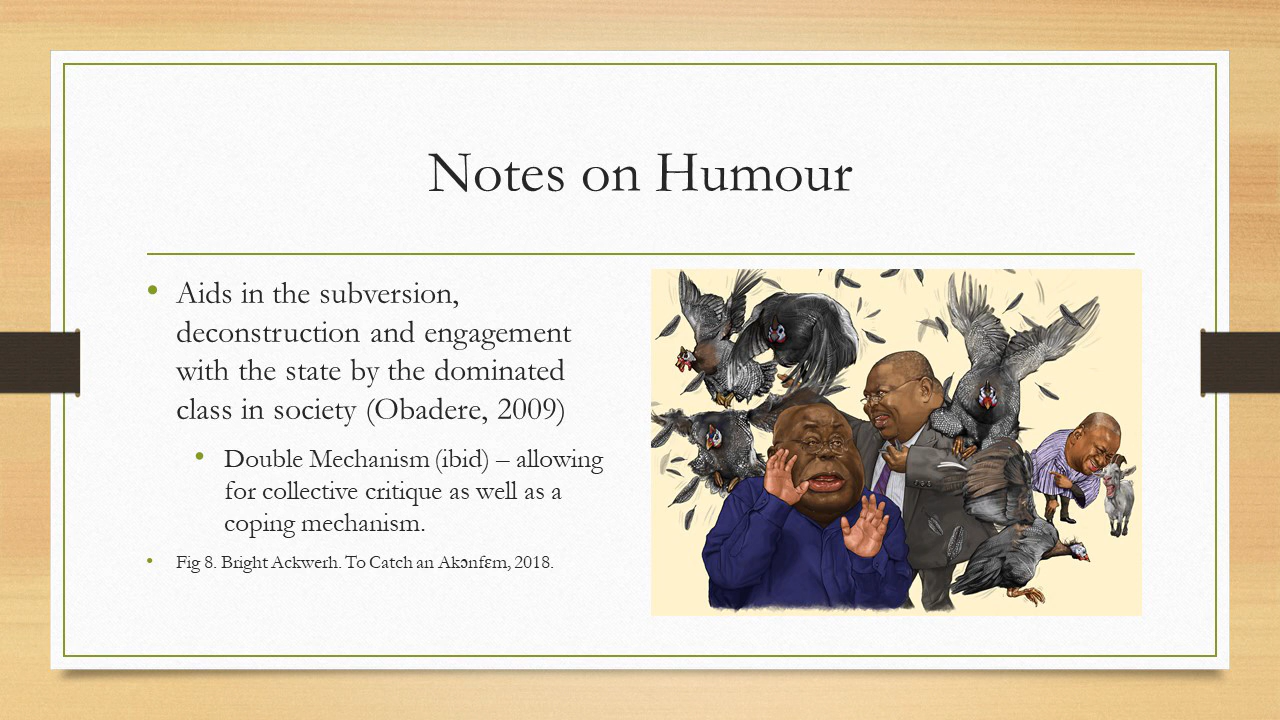 Notes on Humour
Aids in the subversion,
deconstruction and engagement
with the state by the dominated
class in society (Obadere, 2009)
Double Mechanism (ibid) – allowing
for collective critique as well as a
coping mechanism.
Fig 8. Bright Ackwerh. To Catch an Akɔnfɛm, 2018.